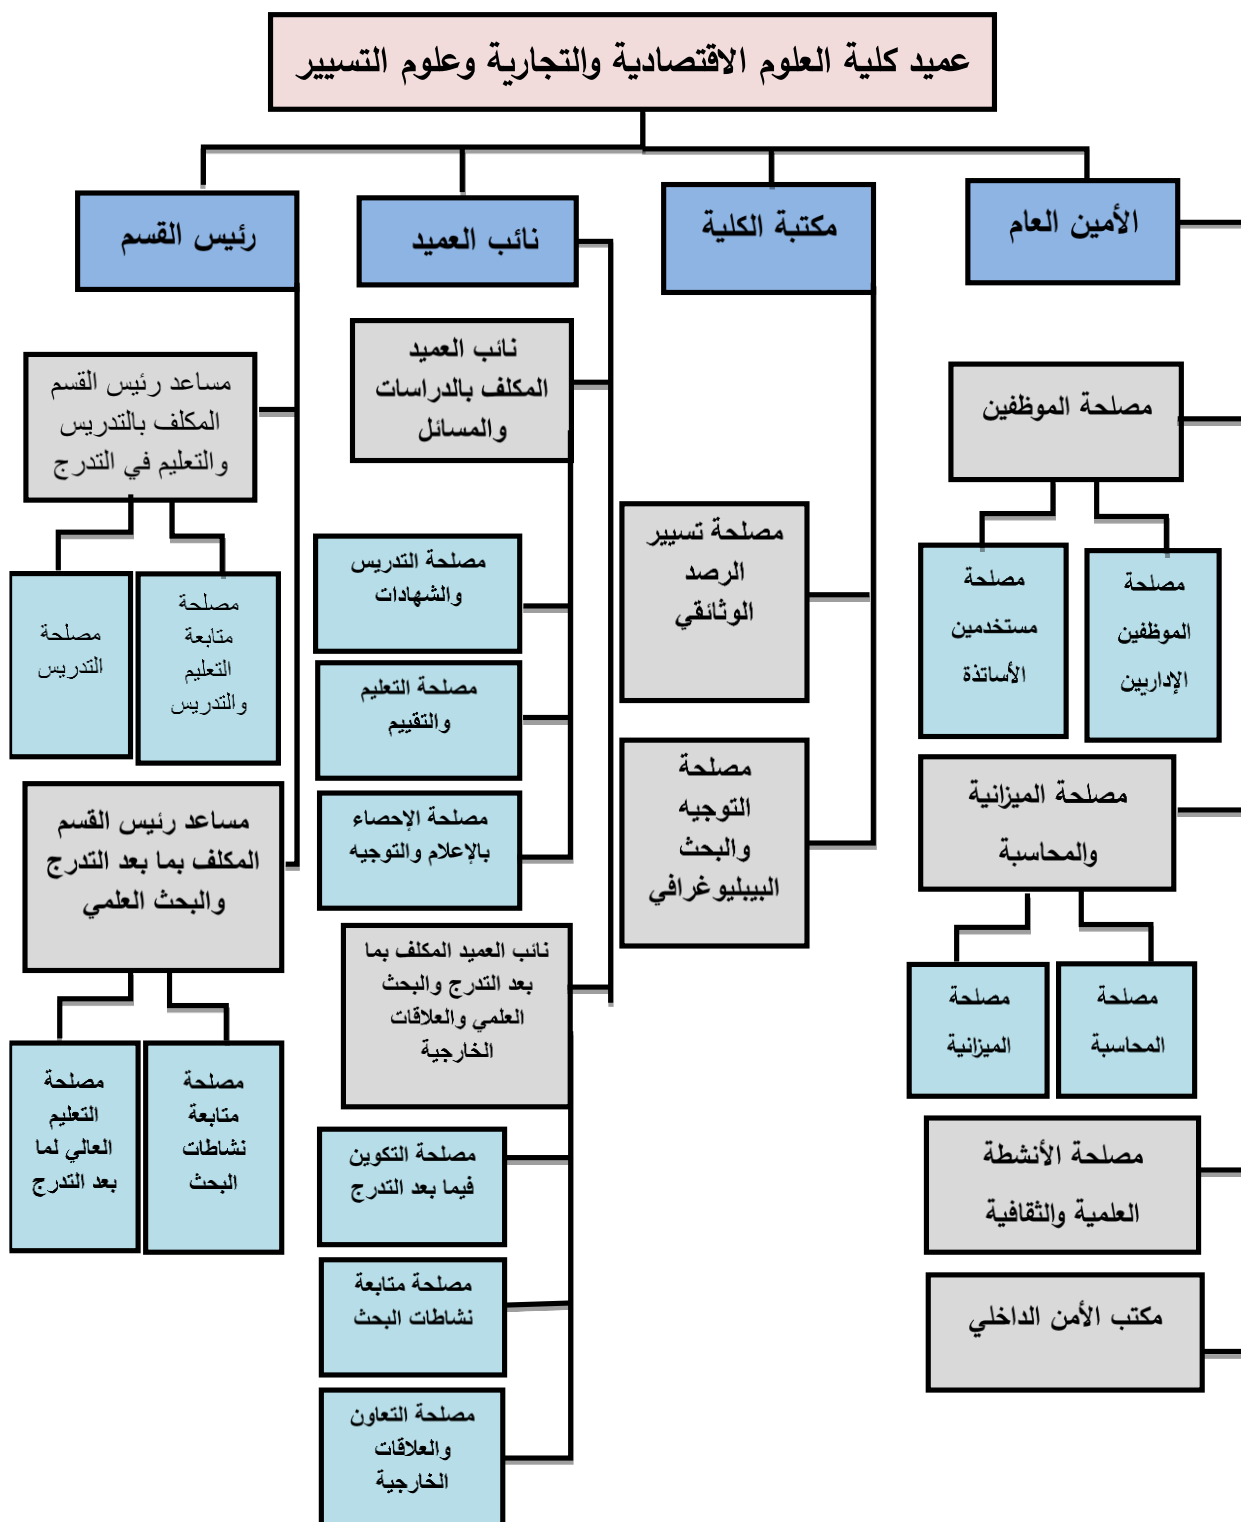 عميد كلية العلوم الاقتصادية والتجارية وعلوم التسيير
الأمين العام
مكتبة الكلية
نائب العميد
رئيس القسم
مصلحة الموظفين
مصلحة
الموظفين
الإداريين
مصلحة
مستخدمين
الأساتذة
مصلحة الميزانية
والمحاسبة
مصلحة
المحاسبة
مصلحة
الميزانية
مصلحة الأنشطة
العلمية والثقافية
مكتب الأمن الداخلي
مصلحة تسيير
الرصد
الوثائقي
مصلحة
التوجيه
والبحث
البيبليوغرافي
نائب العميد
المكلف بالدراسات
والمسائل
مصلحة التدريس
والشهادات
مصلحة التعليم
والتقييم
مصلحة الإحصاء
بالإعلام والتوجيه
نائب العميد المكلف بما
بعد التدرج والبحث
العلمي والعلاقات
الخارجية
مصلحة التكوين
فيما بعد التدرج
مصلحة متابعة
نشاطات البحث
مصلحة التعاون
والعلاقات
الخارجية
مساعد رئيس القسم
المكلف بالتدريس
والتعليم في التدرج
مصلحة
متابعة
التعليم
والتدريس
مصلحة
التدريس
مساعد رئيس القسم
المكلف بما بعد التدرج
والبحث العلمي
مصلحة
متابعة
نشاطات
البحث
مصلحة
التعليم
العالي لما
بعد التدرج